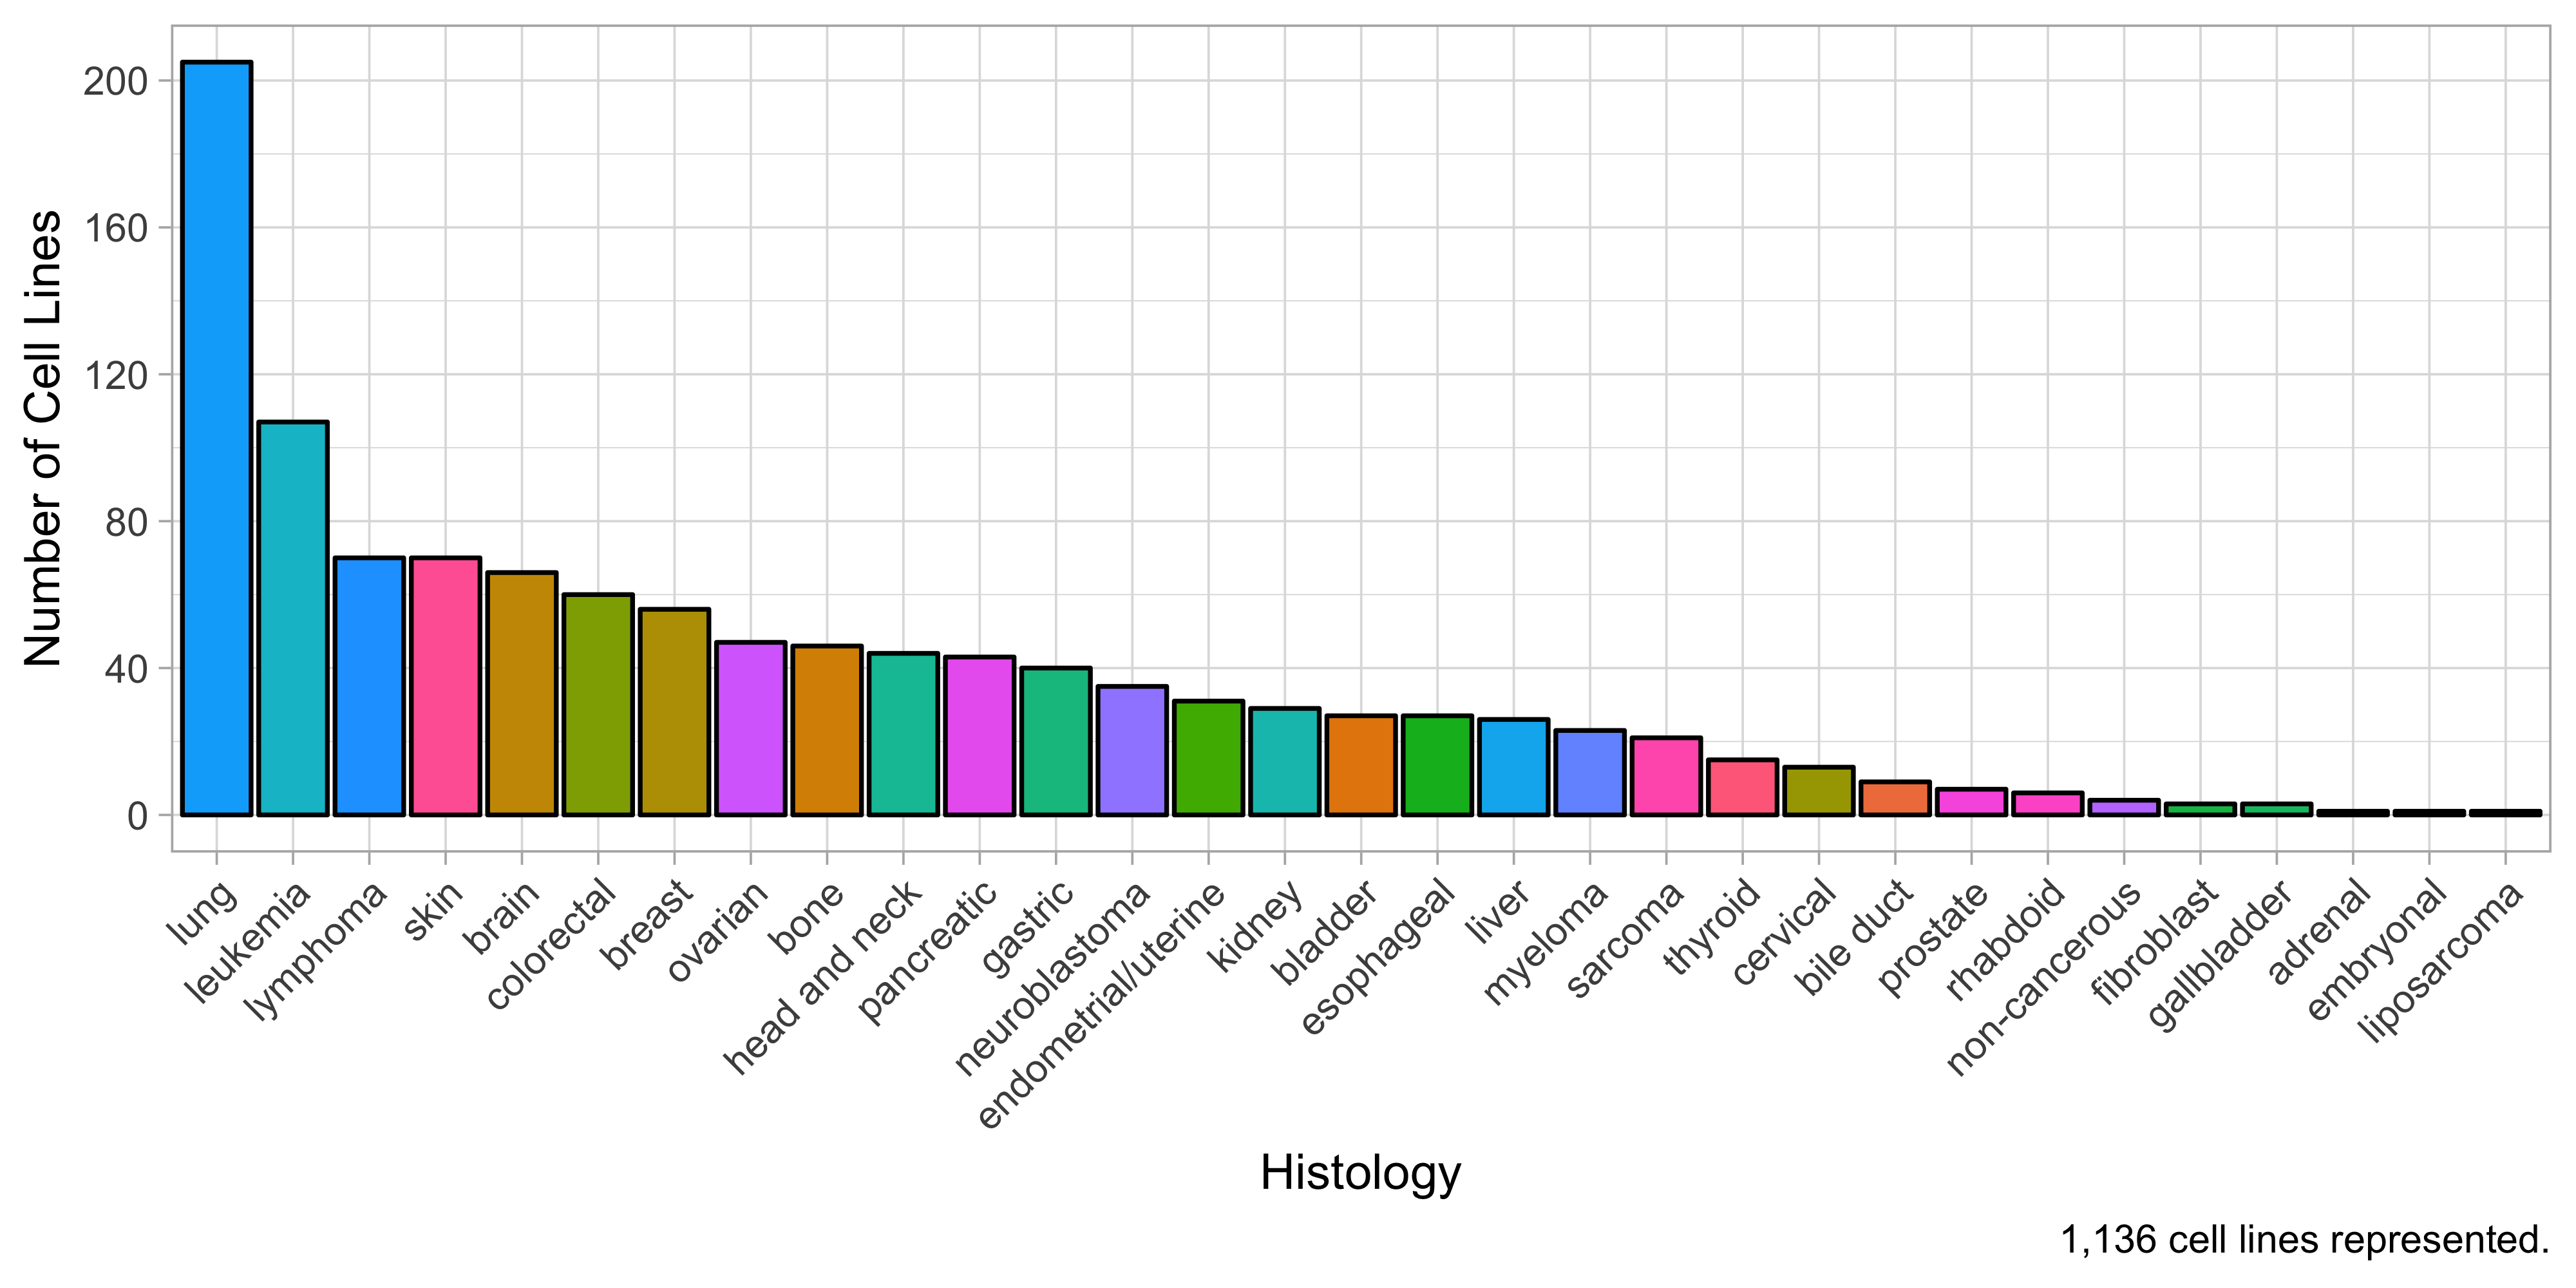 Number of Cell Lines
200
160
120
80
40
0
lung
leukemia
lymphoma
skin
brain
colorectal
breast
ovarian
bone
head and neck
pancreatic
gastric
neuroblastoma
endometrial/uterine
kidney
bladder
esophageal
liver
myeloma
sarcoma
thyroid
cervical
bile duct
prostate
rhabdoid
non-cancerous
fibroblast
gallbladder
adrenal
embryonal
liposarcoma
Histology
1,136 cell lines represented.